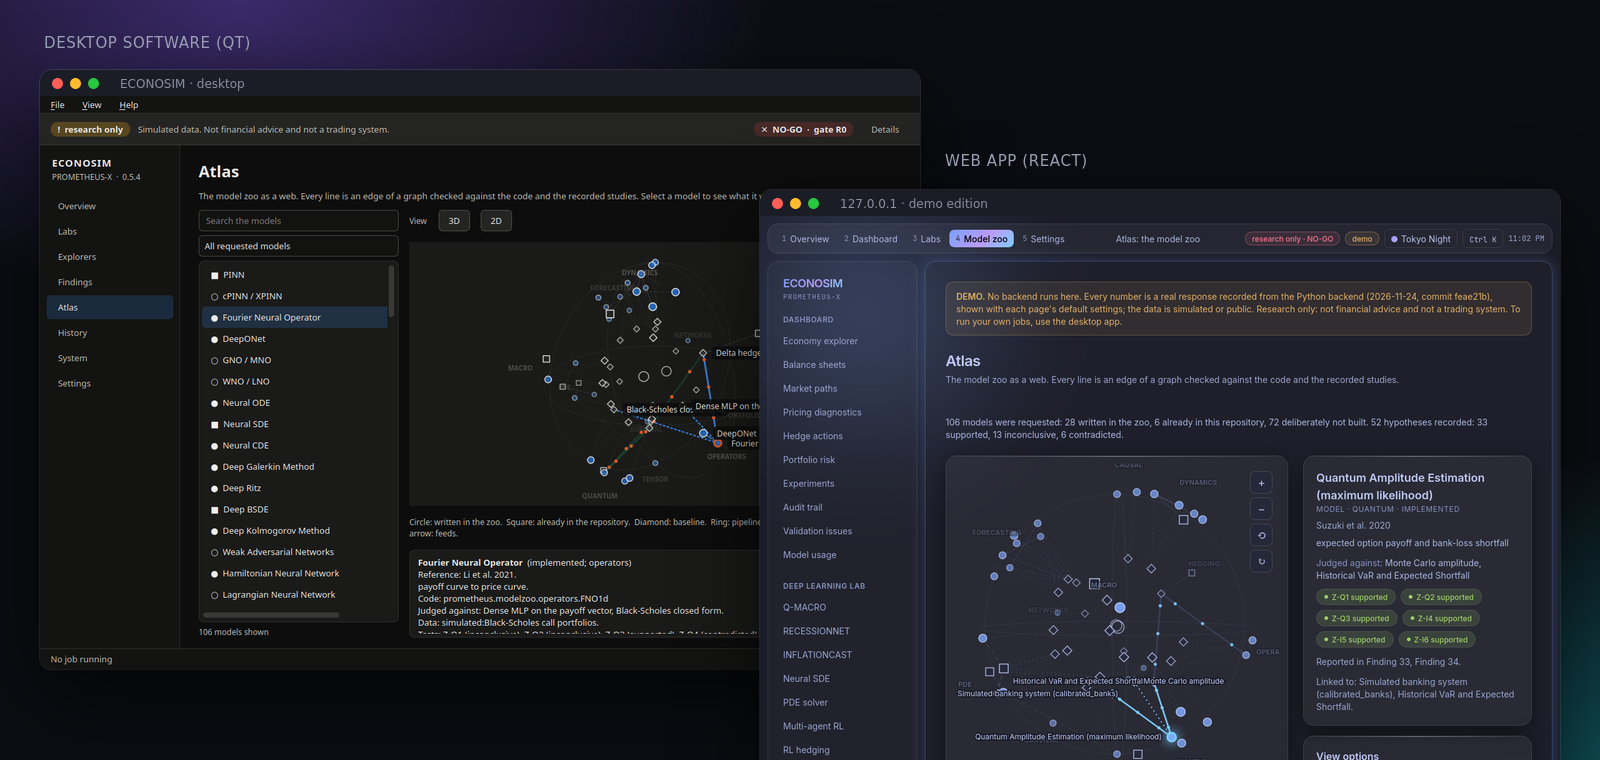 DESKTOP SOFTWARE (QT)
ECONOSIM · desktop
File View Help
! research only Simulated data. Not financial advice and not a trading system. ✕ NO-GO · gate R0 Details
ECONOSIM
PROMETHEUS-X · 0.5.4
Overview
Labs
Explorers
Findings
Atlas
History
System
Settings
Atlas
The model zoo as a web. Every line is an edge of a graph checked against the code and the recorded studies. Select a model to see what it
Search the models
View 3D 2D
All requested models
PINN
cPINN / XPINN
Fourier Neural Operator
DeepONet
GNO / MNO
WNO / LNO
Neural ODE
Neural SDE
Neural CDE
Deep Galerkin Method
Deep Ritz
Deep BSDE
Deep Kolmogorov Method
Weak Adversarial Networks
Hamiltonian Neural Network
Lagrangian Neural Network
106 models shown
DYNAMICS
NETWORKS
MACRO
Delta hedge
Black-Scholes clo
Dense MLP on th
DeepONet
Fourier
OPERATORS
TENSOR
QUANTUM
Circle: written in the zoo. Square: already in the repository. Diamond: baseline. Ring: pipeline
arrow: feeds.
Fourier Neural Operator (implemented; operators)
Reference: Li et al. 2021.
payoff curve to price curve.
Code: prometheus.modelzoo.operators.FNO1d
Judged against: Dense MLP on the payoff vector, Black-Scholes closed form.
Data: simulated:Black-Scholes call portfolios.
No job running
WEB APP (REACT)
127.0.0.1 · demo edition
1 Overview 2 Dashboard 3 Labs 4 Model zoo 5 Settings Atlas: the model zoo research only · NO-GO demo Tokyo Night Ctrl K 11:02 PM
ECONOSIM
PROMETHEUS-X
DASHBOARD
Economy explorer
Balance sheets
Market paths
Pricing diagnostics
Hedge actions
Portfolio risk
Experiments
Audit trail
Validation issues
Model usage
DEEP LEARNING LAB
Q-MACRO
RECESSIONNET
INFLATIONCAST
Neural SDE
PDE solver
Multi-agent RL
RL hedging
DEMO. No backend runs here. Every number is a real response recorded from the Python backend (2026-11-24, commit feae21b),
shown with each page's default settings; the data is simulated or public. Research only: not financial advice and not a trading system. To
run your own jobs, use the desktop app.
Atlas
The model zoo as a web. Every line is an edge of a graph checked against the code and the recorded studies.
106 models were requested: 28 written in the zoo, 6 already in this repository, 72 deliberately not built. 52 hypotheses recorded: 33
supported, 13 inconclusive, 6 contradicted.
CAUSAL
DYNAMICS
FORECASTING
HEDGING
MACRO
NETWORKS
OPERA
PDE
Historical VaR and Expected Shortfal
Monte Carlo amplitude
Simulated banking system (calibrated_banks)
Quantum Amplitude Estimation (maximum likelihood)
+
−
Quantum Amplitude Estimation
(maximum likelihood)
MODEL · QUANTUM · IMPLEMENTED
Suzuki et al. 2020
expected option payoff and bank-loss shortfall
Judged against: Monte Carlo amplitude,
Historical VaR and Expected Shortfall
Z-Q1 supported Z-Q2 supported
Z-Q3 supported Z-I4 supported
Z-I5 supported Z-I6 supported
Reported in Finding 33, Finding 34.
Linked to: Simulated banking system
(calibrated_banks), Historical VaR and Expected
Shortfall.
View options